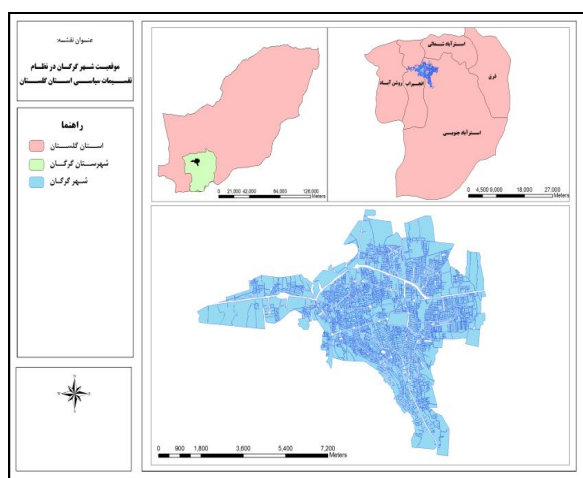 عنوان نقشه:
موقعیت شهر گرگان در نظام
تقسیمات سیاسی استان گلستان
راهنما
استان گلستان
شهرستان گرگان
شهر گرگان
0 21,000 42,000 84,000 126,000
Meters
استرآباد شمالی
قرق
روشن آباد
انجیراب
استرآباد جنوبی
0 4,500 9,000 18,000 27,000
Meters
0 900 1,800 3,600 5,400 7,200
Meters